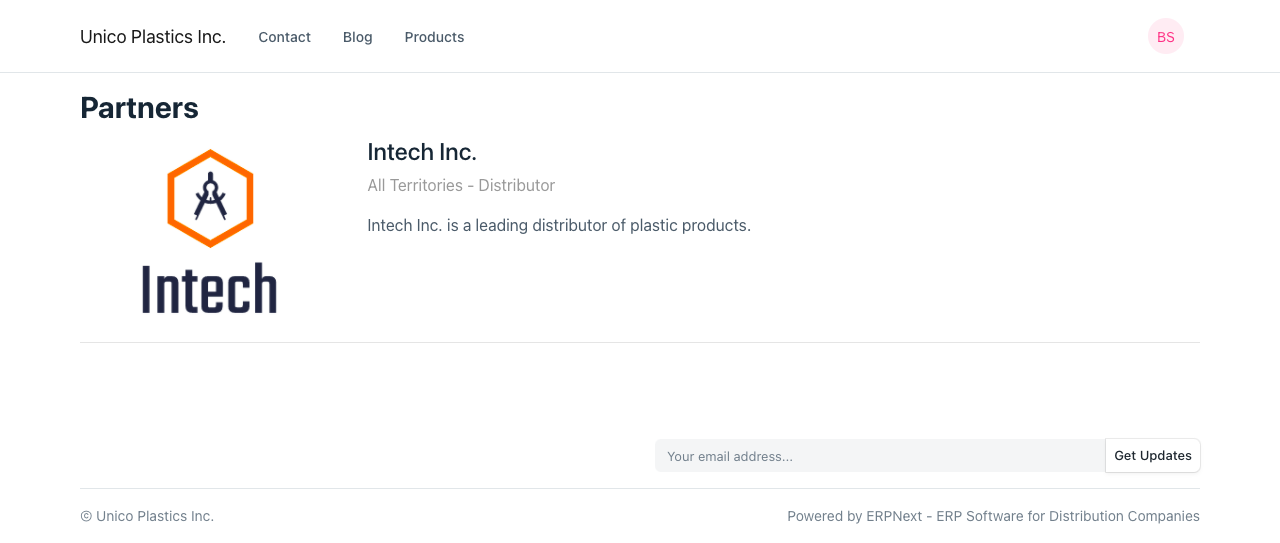 Unico Plastics Inc. Contact Blog Products BS
Partners
Intech
Intech Inc.
All Territories - Distributor
Intech Inc. is a leading distributor of plastic products.
Your email address... Get Updates
© Unico Plastics Inc. Powered by ERPNext - ERP Software for Distribution Companies